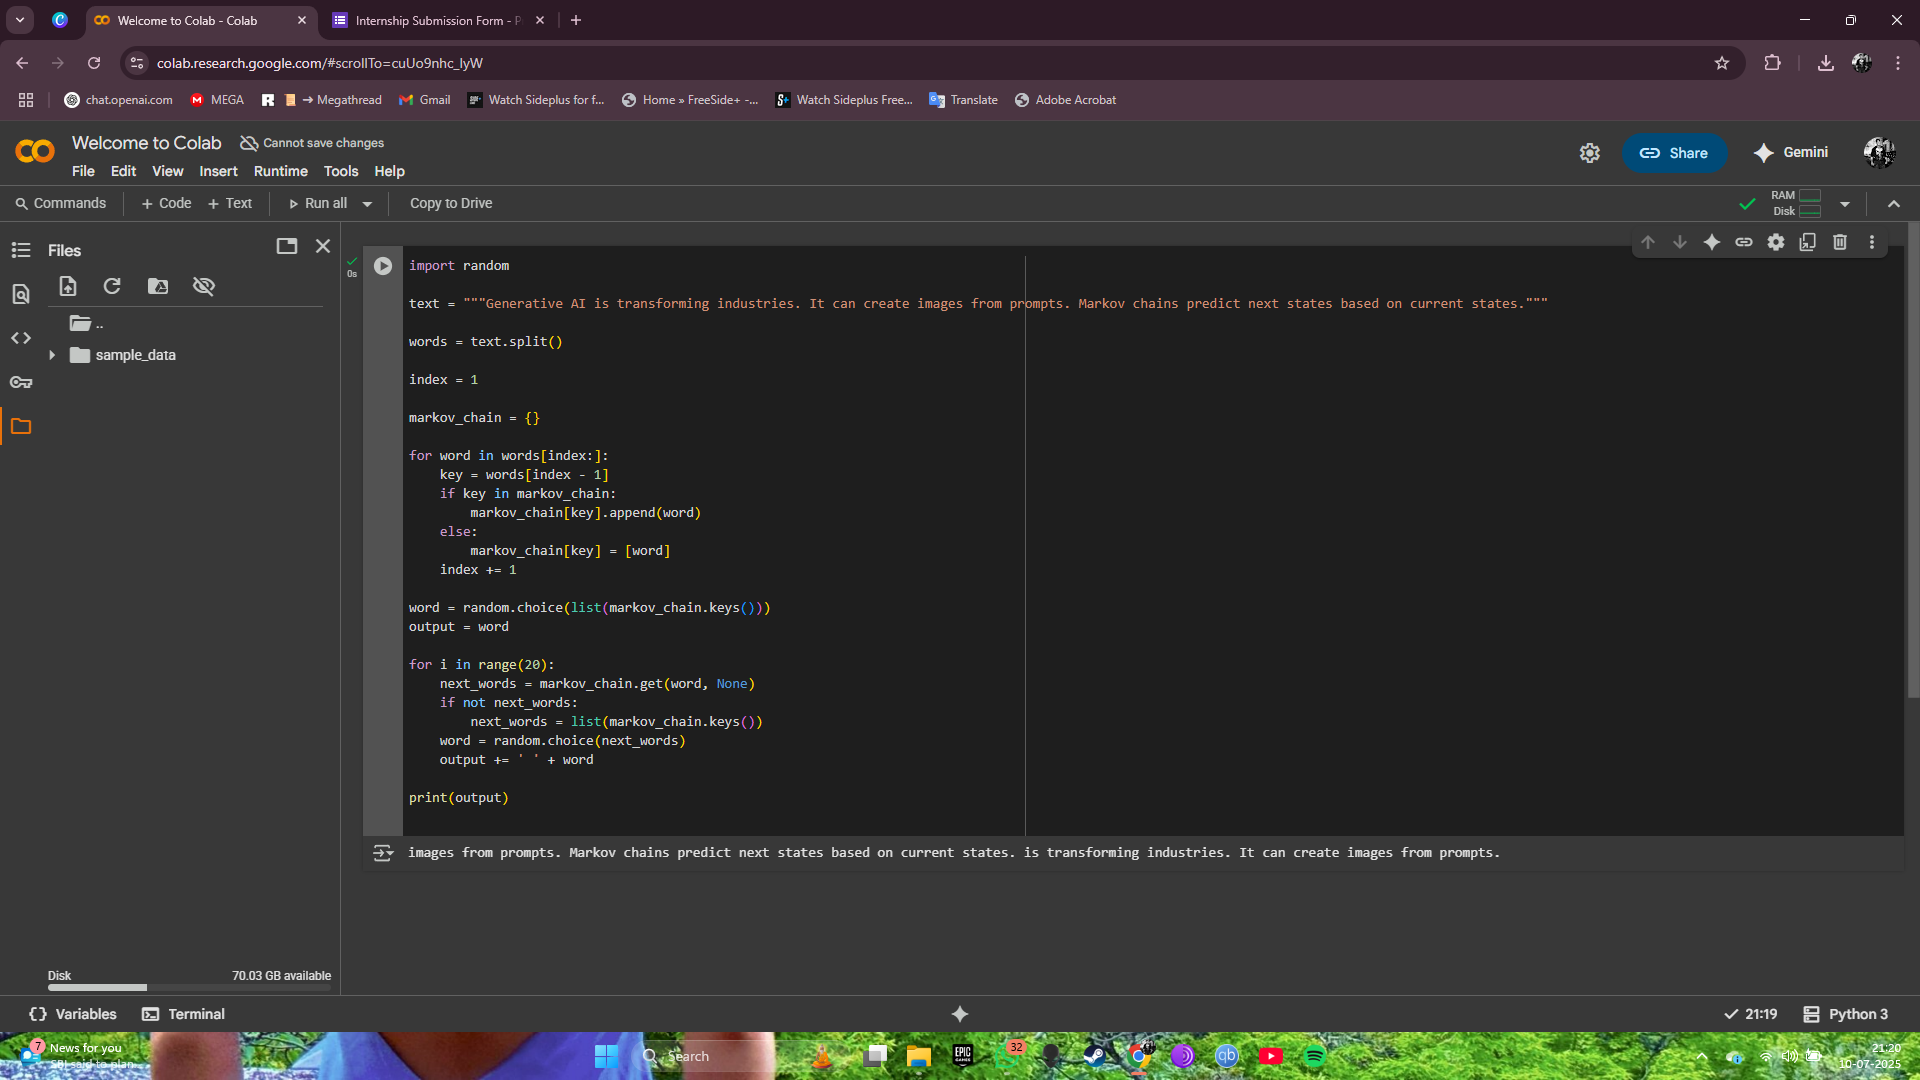 Welcome to Colab - Colab
Internship Submission Form - P
colab.research.google.com/#scrollTo=cuUo9nhc_lyW
chat.openai.com
MEGA
→ Megathread
Gmail
Watch Sideplus for f...
Home » FreeSide+ -...
Watch Sideplus Free...
Translate
Adobe Acrobat
Welcome to Colab
Cannot save changes
File Edit View Insert Runtime Tools Help
Share
Gemini
Commands
+ Code + Text
Run all
Copy to Drive
RAM
Disk
Files
..
sample_data
0s
import random
text = """Generative AI is transforming industries. It can create images from prompts. Markov chains predict next states based on current states."""
words = text.split()
index = 1
markov_chain = {}
for word in words[index:]:
    key = words[index - 1]
    if key in markov_chain:
        markov_chain[key].append(word)
    else:
        markov_chain[key] = [word]
    index += 1
word = random.choice(list(markov_chain.keys()))
output = word
for i in range(20):
    next_words = markov_chain.get(word, None)
    if not next_words:
        next_words = list(markov_chain.keys())
    word = random.choice(next_words)
    output += ' ' + word
print(output)
images from prompts. Markov chains predict next states based on current states. is transforming industries. It can create images from prompts.
Disk
70.03 GB available
Variables
Terminal
21:19
Python 3
7
News for you
SBI said to plan...
Search
EPIC GAMES
32
qb
21:20
10-07-2025